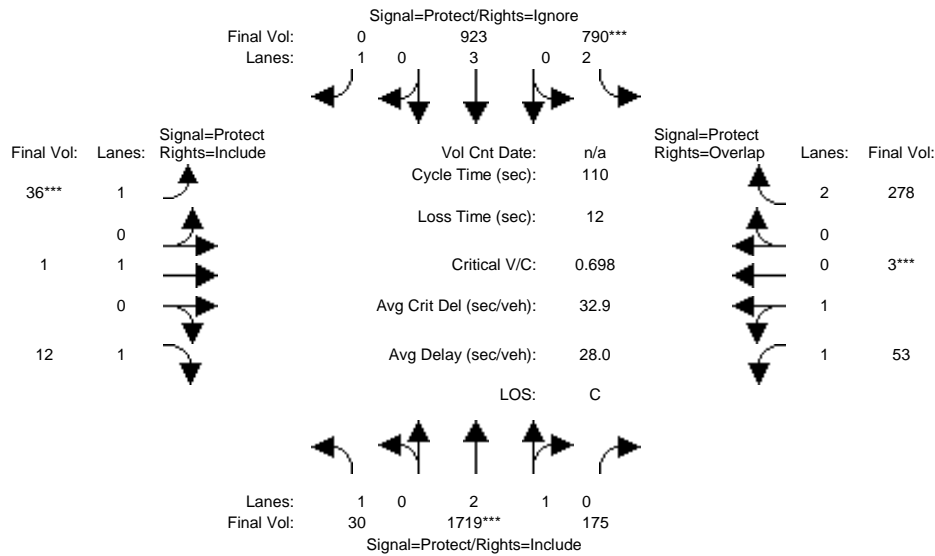 Signal=Protect/Rights=Ignore
Final Vol: 0 923 790***
Lanes: 1 0 3 0 2
Signal=Protect
Final Vol: Lanes: Rights=Include
Vol Cnt Date: n/a
Signal=Protect
Rights=Overlap Lanes: Final Vol:
Cycle Time (sec): 110
36*** 1
2 278
Loss Time (sec): 12
0
0
1 1
Critical V/C: 0.698
0 3***
0
Avg Crit Del (sec/veh): 32.9
1
12 1
Avg Delay (sec/veh): 28.0
1 53
LOS: C
Lanes: 1 0 2 1 0
Final Vol: 30 1719*** 175
Signal=Protect/Rights=Include